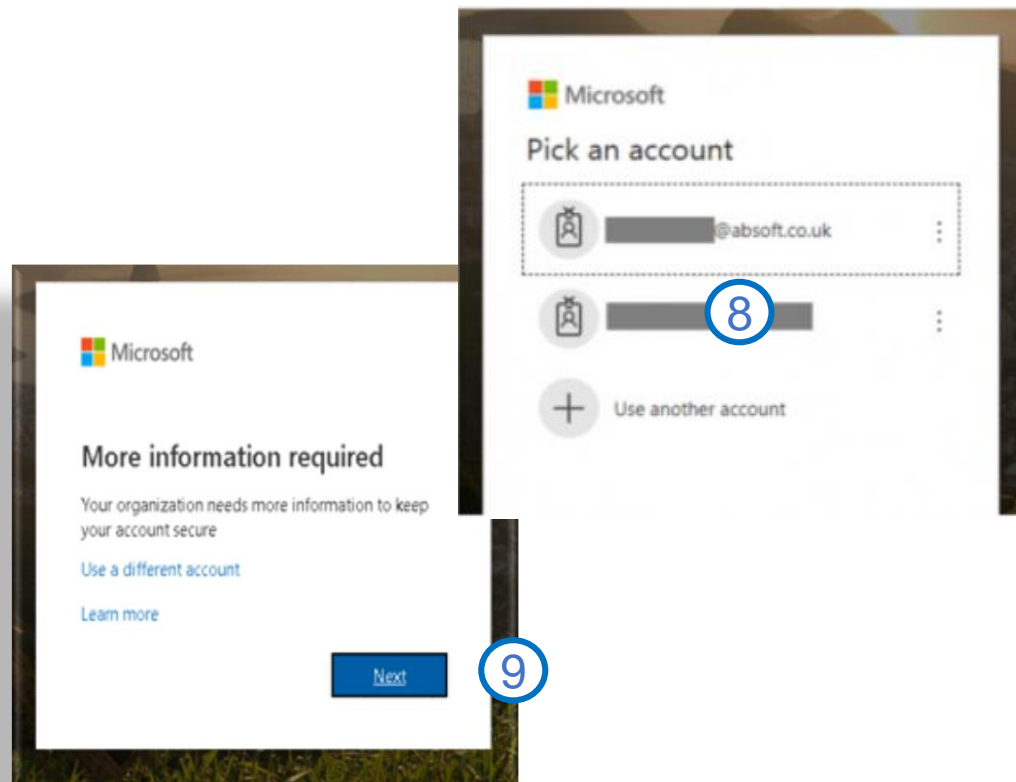 Microsoft
Pick an account
@absoft.co.uk
8
Use another account
Microsoft
More information required
Your organization needs more information to keep
your account secure
Use a different account
Learn more
Next
9